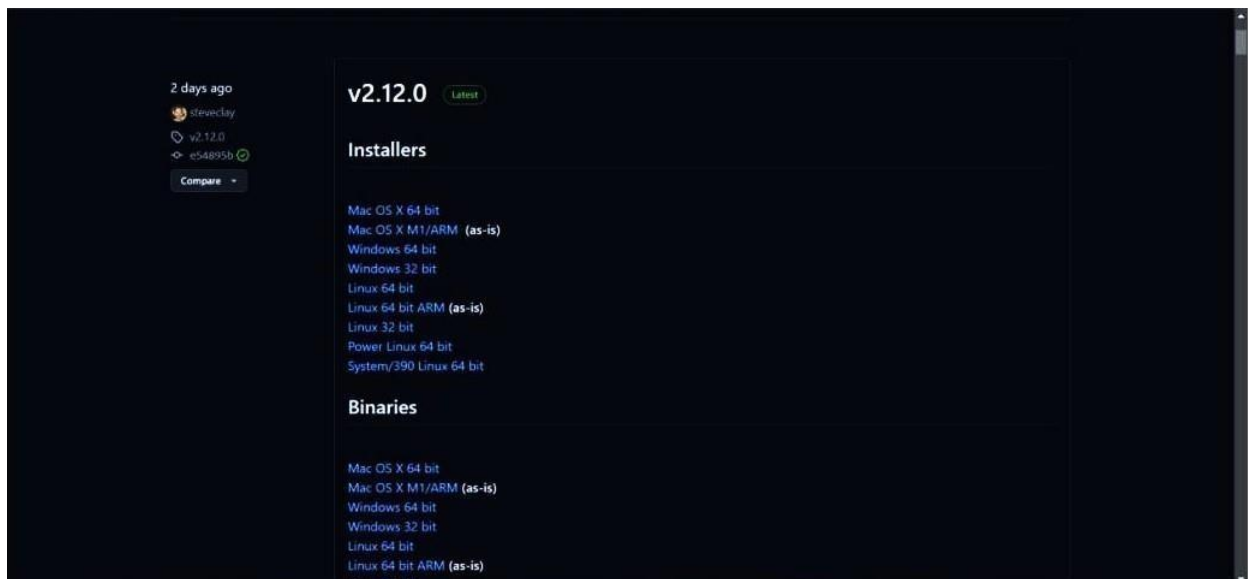 2 days ago
steveclay
v2.12.0
e54895b
Compare
v2.12.0 Latest
Installers
Mac OS X 64 bit
Mac OS X M1/ARM (as-is)
Windows 64 bit
Windows 32 bit
Linux 64 bit
Linux 64 bit ARM (as-is)
Linux 32 bit
Power Linux 64 bit
System/390 Linux 64 bit
Binaries
Mac OS X 64 bit
Mac OS X M1/ARM (as-is)
Windows 64 bit
Windows 32 bit
Linux 64 bit
Linux 64 bit ARM (as-is)